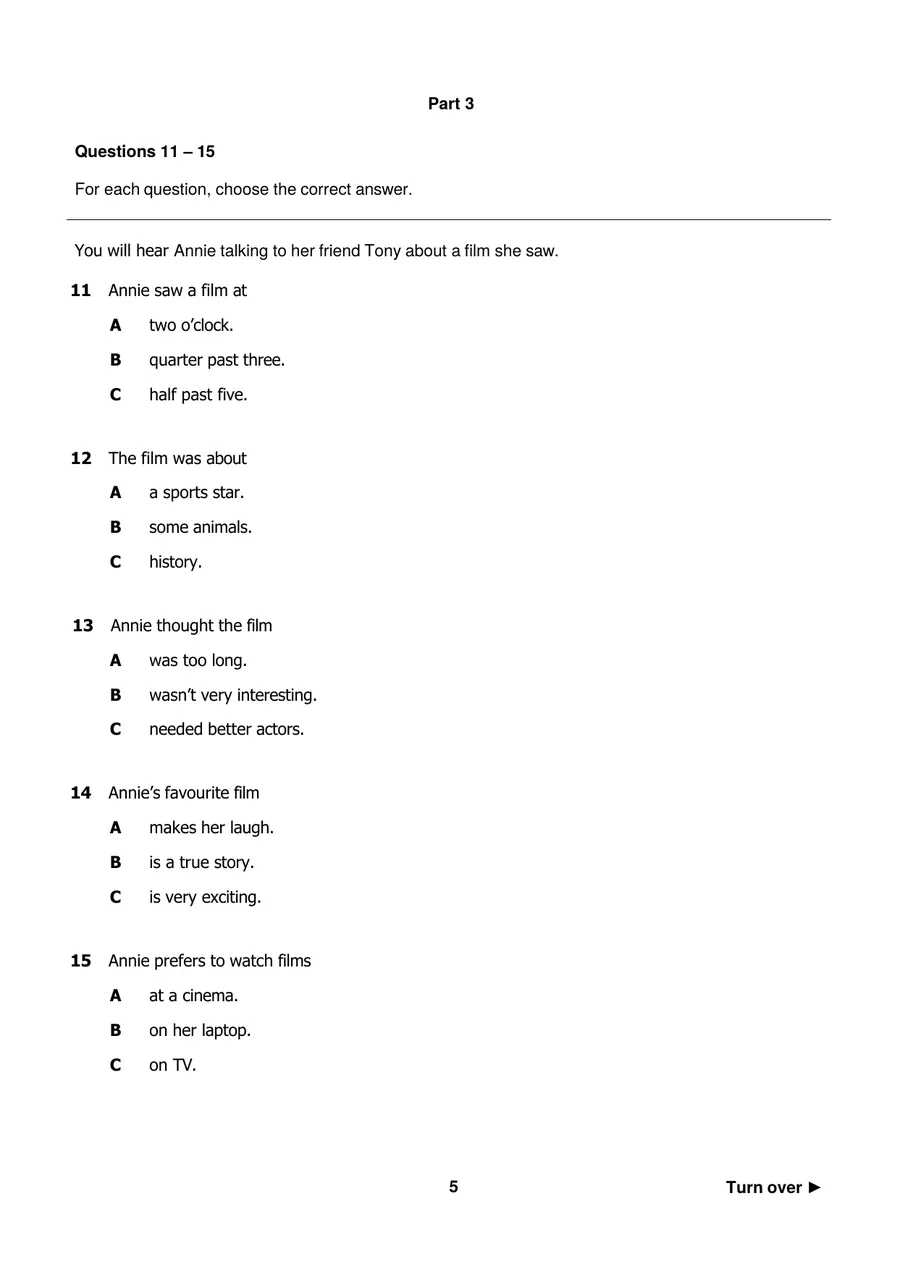 Part 3
Questions 11 – 15
For each question, choose the correct answer.
You will hear Annie talking to her friend Tony about a film she saw.
11 Annie saw a film at
A two o’clock.
B quarter past three.
C half past five.
12 The film was about
A a sports star.
B some animals.
C history.
13 Annie thought the film
A was too long.
B wasn’t very interesting.
C needed better actors.
14 Annie’s favourite film
A makes her laugh.
B is a true story.
C is very exciting.
15 Annie prefers to watch films
A at a cinema.
B on her laptop.
C on TV.
5 Turn over ►